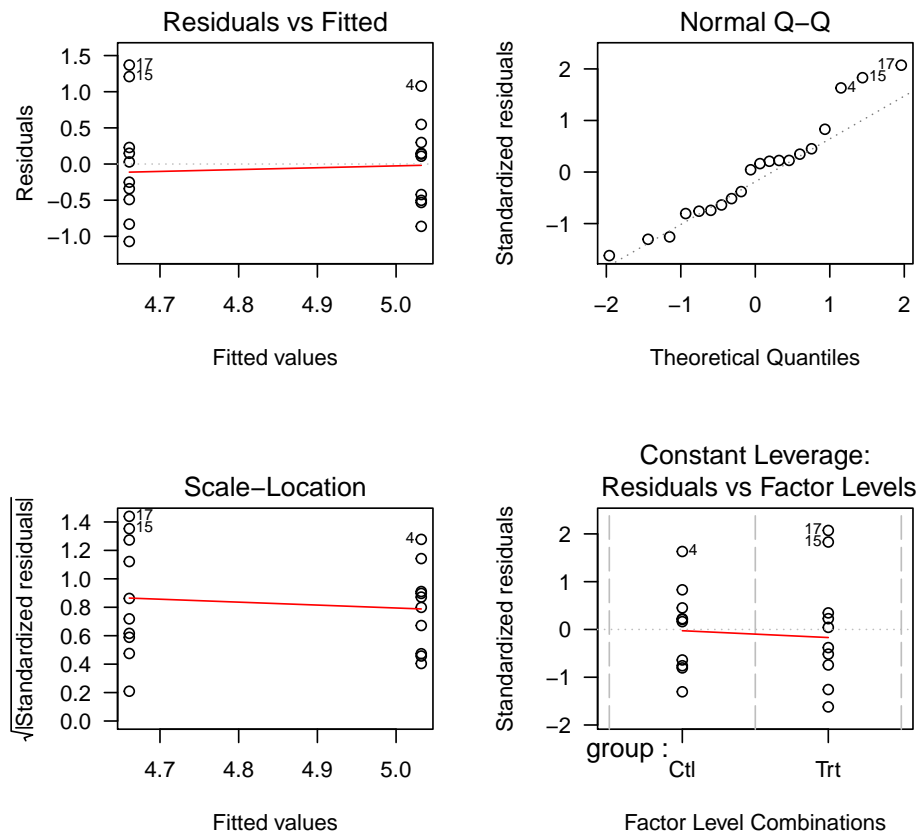 Residuals vs Fitted
Residuals
1.5
1.0
0.5
0.0
−0.5
−1.0
17
15
4
4.7 4.8 4.9 5.0
Fitted values
Normal Q−Q
Standardized residuals
2
1
0
−1
17
15
4
−2 −1 0 1 2
Theoretical Quantiles
Scale−Location
√|Standardized residuals|
1.4
1.2
1.0
0.8
0.6
0.4
0.2
0.0
17
15
4
4.7 4.8 4.9 5.0
Fitted values
Constant Leverage:
Residuals vs Factor Levels
Standardized residuals
2
1
0
−1
−2
4
17
15
group :
Ctl Trt
Factor Level Combinations